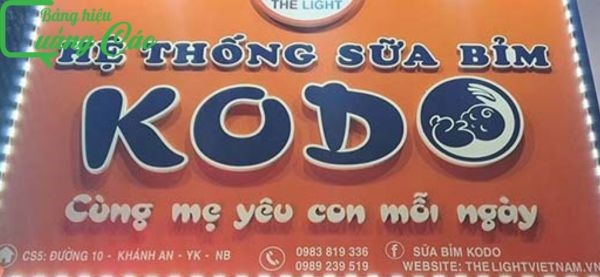 THE LIGHT
Bảng hiệu
Quảng Cáo
HỆ THỐNG SỮA BỈM
KODO
Cùng mẹ yêu con mỗi ngày
CS5: ĐƯỜNG 10 - KHÁNH AN - YK - NB
0983 819 336
0989 239 519
SỮA BỈM KODO
WEBSITE: THELIGHTVIETNAM.VN